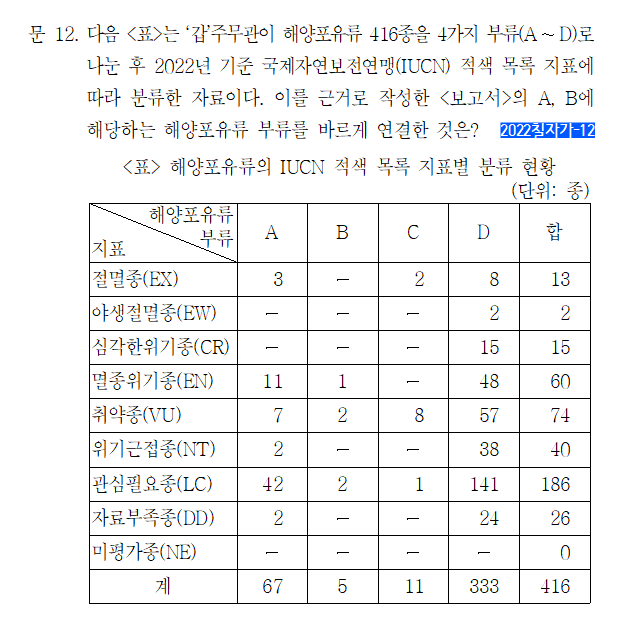 문 12. 다음 <표>는 ‘갑’주무관이 해양포유류 416종을 4가지 부류(A ~ D)로
나눈 후 2022년 기준 국제자연보전연맹(IUCN) 적색 목록 지표에
따라 분류한 자료이다. 이를 근거로 작성한 <보고서>의 A, B에
해당하는 해양포유류 부류를 바르게 연결한 것은? 2022침지가-12
<표> 해양포유류의 IUCN 적색 목록 지표별 분류 현황
(단위: 종)
해양포유류 부류 지표 A B C D 합
절멸종(EX) 3 － 2 8 13
야생절멸종(EW) － － － 2 2
심각한위기종(CR) － － － 15 15
멸종위기종(EN) 11 1 － 48 60
취약종(VU) 7 2 8 57 74
위기근접종(NT) 2 － － 38 40
관심필요종(LC) 42 2 1 141 186
자료부족종(DD) 2 － － 24 26
미평가종(NE) － － － － 0
계 67 5 11 333 416